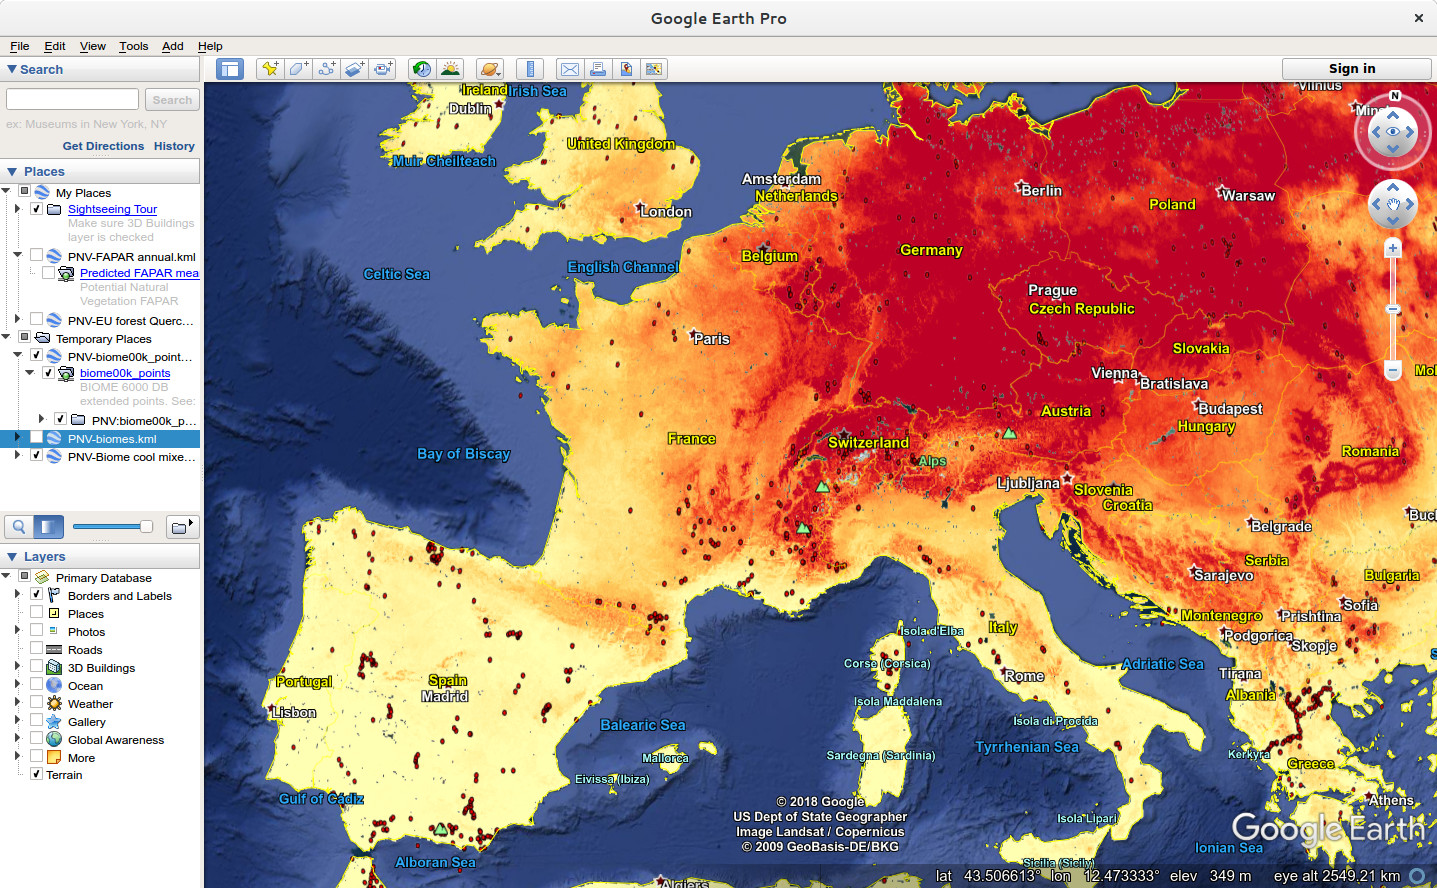 Google Earth Pro
File Edit View Tools Add Help
Search
Search
ex: Museums in New York, NY
Get Directions History
Places
My Places
Sightseeing Tour
Make sure 3D Buildings
layer is checked
PNV-FAPAR annual.kml
Predicted FAPAR mea
Potential Natural
Vegetation FAPAR
PNV-EU forest Querc...
Temporary Places
PNV-biome00k_point...
biome00k_points
BIOME 6000 DB
extended points. See:
PNV:biome00k_p...
PNV-biomes.kml
PNV-Biome cool mixe...
Layers
Primary Database
Borders and Labels
Places
Photos
Roads
3D Buildings
Ocean
Weather
Gallery
Global Awareness
More
Terrain
Sign in
N
Ireland
Irish Sea
Dublin
Vilnius
Muir Cheilteach
United Kingdom
Amsterdam
Netherlands
Berlin
Warsaw
Poland
London
Celtic Sea
English Channel
Belgium
Germany
Prague
Czech Republic
Paris
Slovakia
Vienna
Bratislava
Austria
Budapest
Hungary
France
Switzerland
Alps
Romania
Bay of Biscay
Ljubljana
Slovenia
Croatia
Belgrade
Serbia
Sarajevo
Bulgaria
Sofia
Montenegro
Prishtina
Podgorica
Skopje
Isola d'Elba
Italy
Corse (Corsica)
Adriatic Sea
Tirana
Rome
Albania
Portugal
Spain
Madrid
Lisbon
Isola Maddalena
Isola di Procida
Balearic Sea
Tyrrhenian Sea
Mallorca
Sardegna (Sardinia)
Kerkyra
Greece
Eivissa (Ibiza)
Gulf of Cádiz
Athens
Isola Lipari
Ionian Sea
Alboran Sea
Sicilia (Sicily)
Algiers
© 2018 Google
US Dept of State Geographer
Image Landsat / Copernicus
© 2009 GeoBasis-DE/BKG
Google Earth
lat 43.506613° lon 12.473333° elev 349 m eye alt 2549.21 km